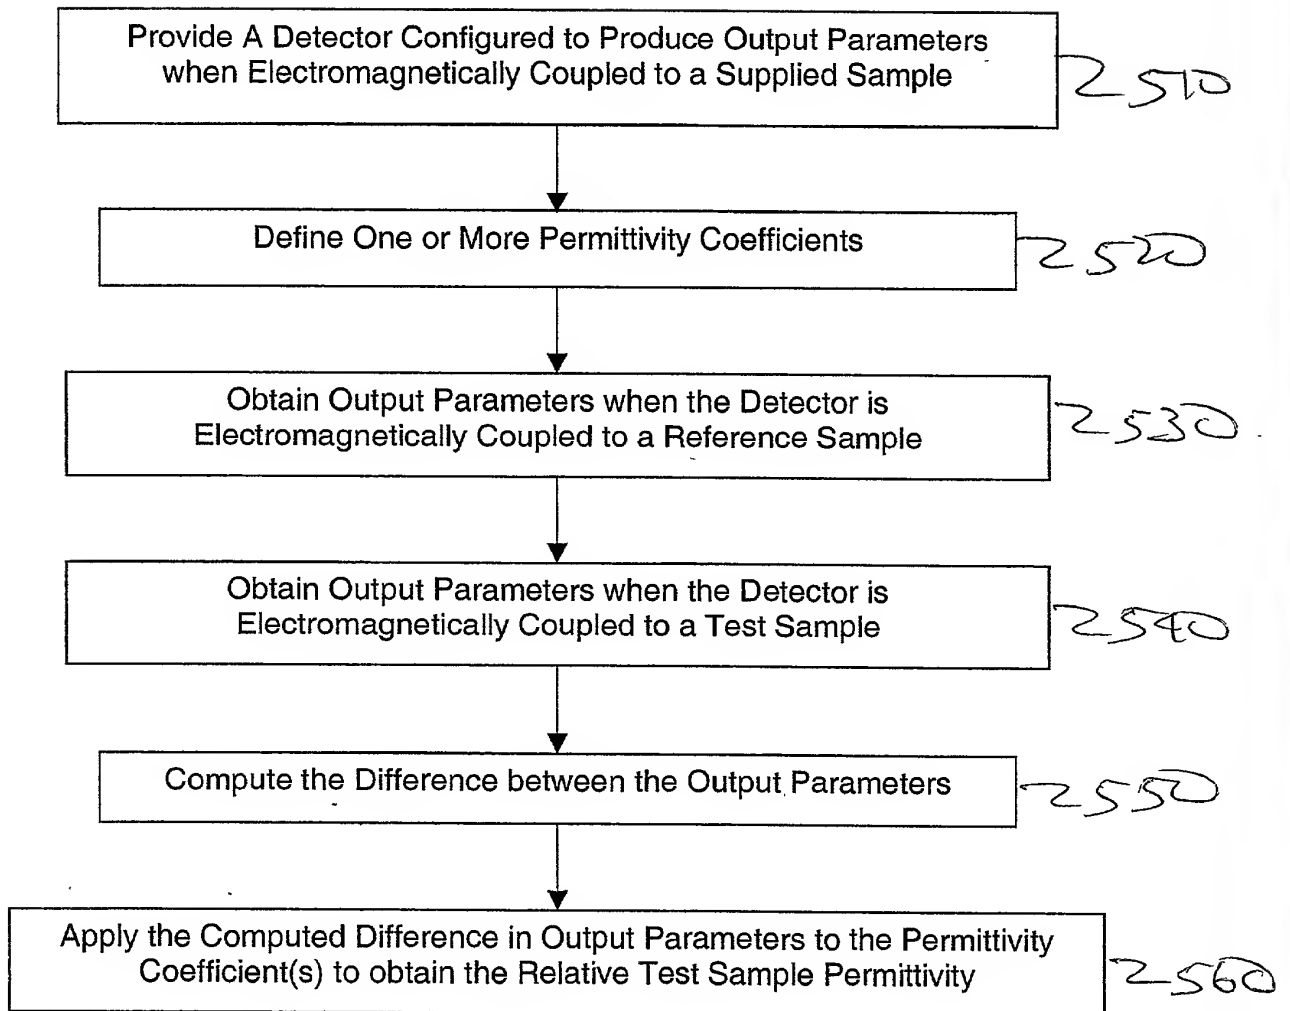 Provide A Detector Configured to Produce Output Parameters
when Electromagnetically Coupled to a Supplied Sample
2510
Define One or More Permittivity Coefficients
2520
Obtain Output Parameters when the Detector is
Electromagnetically Coupled to a Reference Sample
2530
Obtain Output Parameters when the Detector is
Electromagnetically Coupled to a Test Sample
2540
Compute the Difference between the Output Parameters
2550
Apply the Computed Difference in Output Parameters to the Permittivity
Coefficient(s) to obtain the Relative Test Sample Permittivity
2560